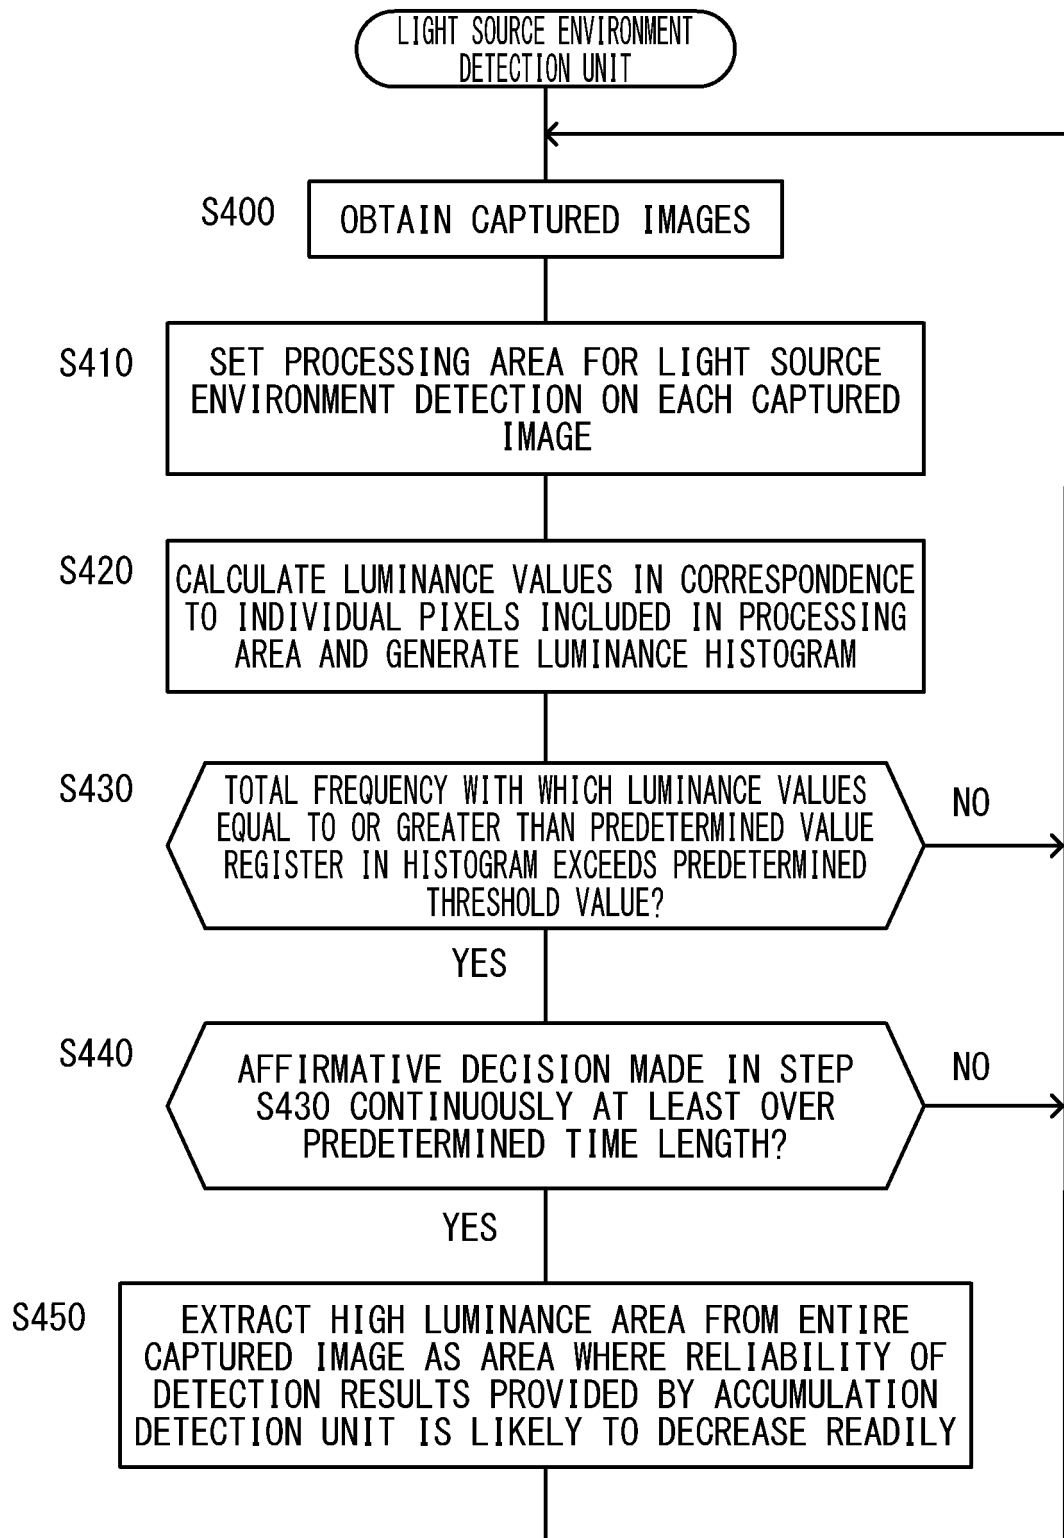 LIGHT SOURCE ENVIRONMENT
DETECTION UNIT
S400
OBTAIN CAPTURED IMAGES
S410
SET PROCESSING AREA FOR LIGHT SOURCE
ENVIRONMENT DETECTION ON EACH CAPTURED
IMAGE
S420
CALCULATE LUMINANCE VALUES IN CORRESPONDENCE
TO INDIVIDUAL PIXELS INCLUDED IN PROCESSING
AREA AND GENERATE LUMINANCE HISTOGRAM
S430
TOTAL FREQUENCY WITH WHICH LUMINANCE VALUES
EQUAL TO OR GREATER THAN PREDETERMINED VALUE
REGISTER IN HISTOGRAM EXCEEDS PREDETERMINED
THRESHOLD VALUE?
NO
YES
S440
AFFIRMATIVE DECISION MADE IN STEP
S430 CONTINUOUSLY AT LEAST OVER
PREDETERMINED TIME LENGTH?
NO
YES
S450
EXTRACT HIGH LUMINANCE AREA FROM ENTIRE
CAPTURED IMAGE AS AREA WHERE RELIABILITY OF
DETECTION RESULTS PROVIDED BY ACCUMULATION
DETECTION UNIT IS LIKELY TO DECREASE READILY